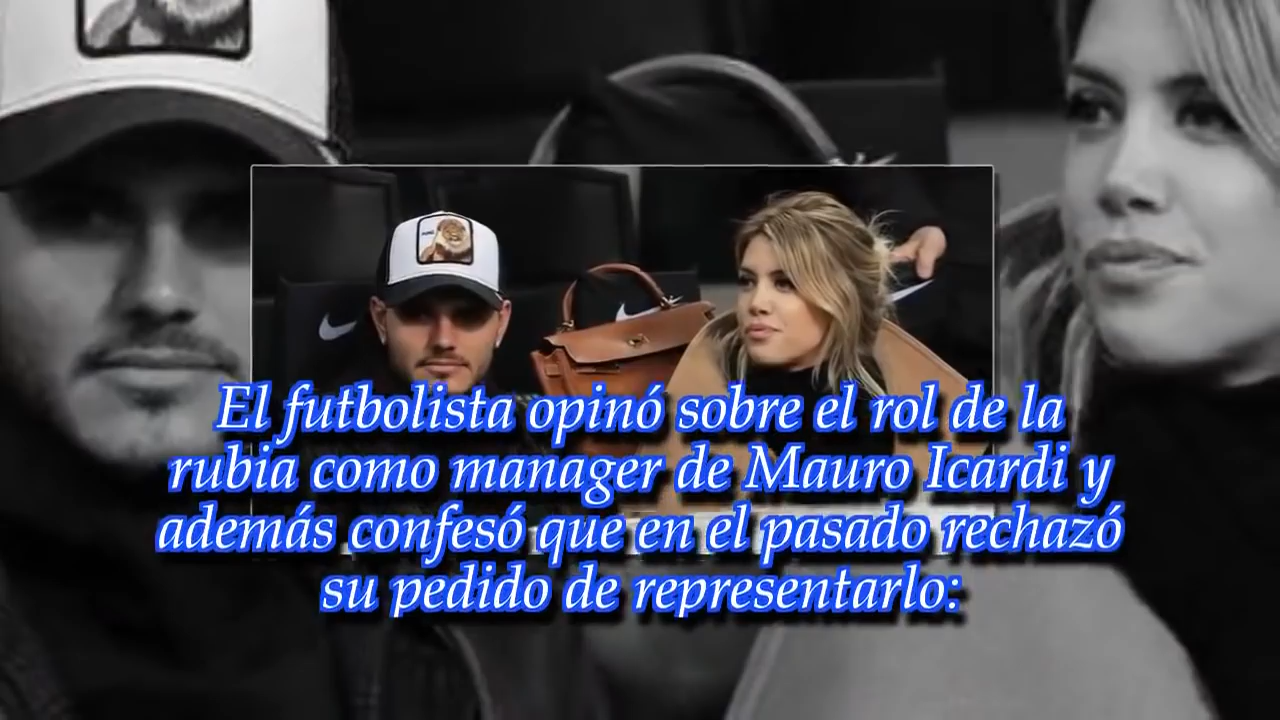 El futbolista opinó sobre el rol de la
rubia como manager de Mauro Icardi y
además confesó que en el pasado rechazó
su pedido de representarlo: